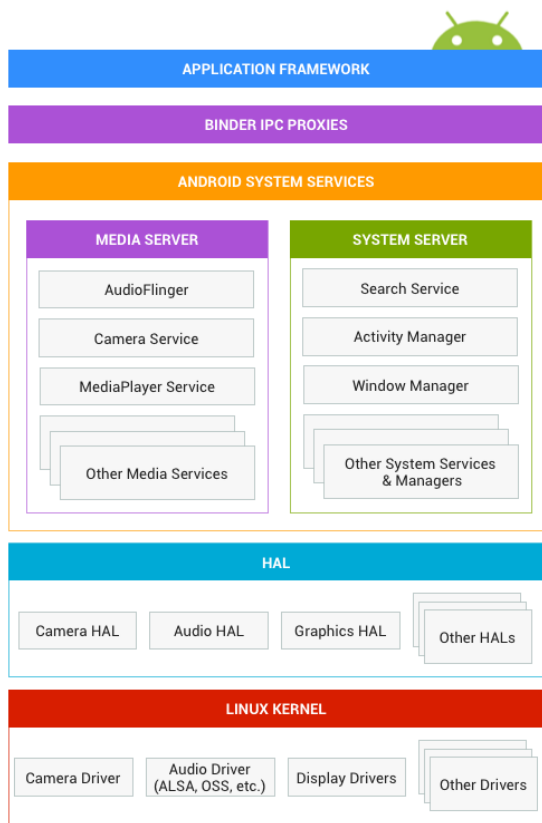 APPLICATION FRAMEWORK
BINDER IPC PROXIES
ANDROID SYSTEM SERVICES
MEDIA SERVER
AudioFlinger
Camera Service
MediaPlayer Service
Other Media Services
SYSTEM SERVER
Search Service
Activity Manager
Window Manager
Other System Services
& Managers
HAL
Camera HAL
Audio HAL
Graphics HAL
Other HALs
LINUX KERNEL
Camera Driver
Audio Driver
(ALSA, OSS, etc.)
Display Drivers
Other Drivers